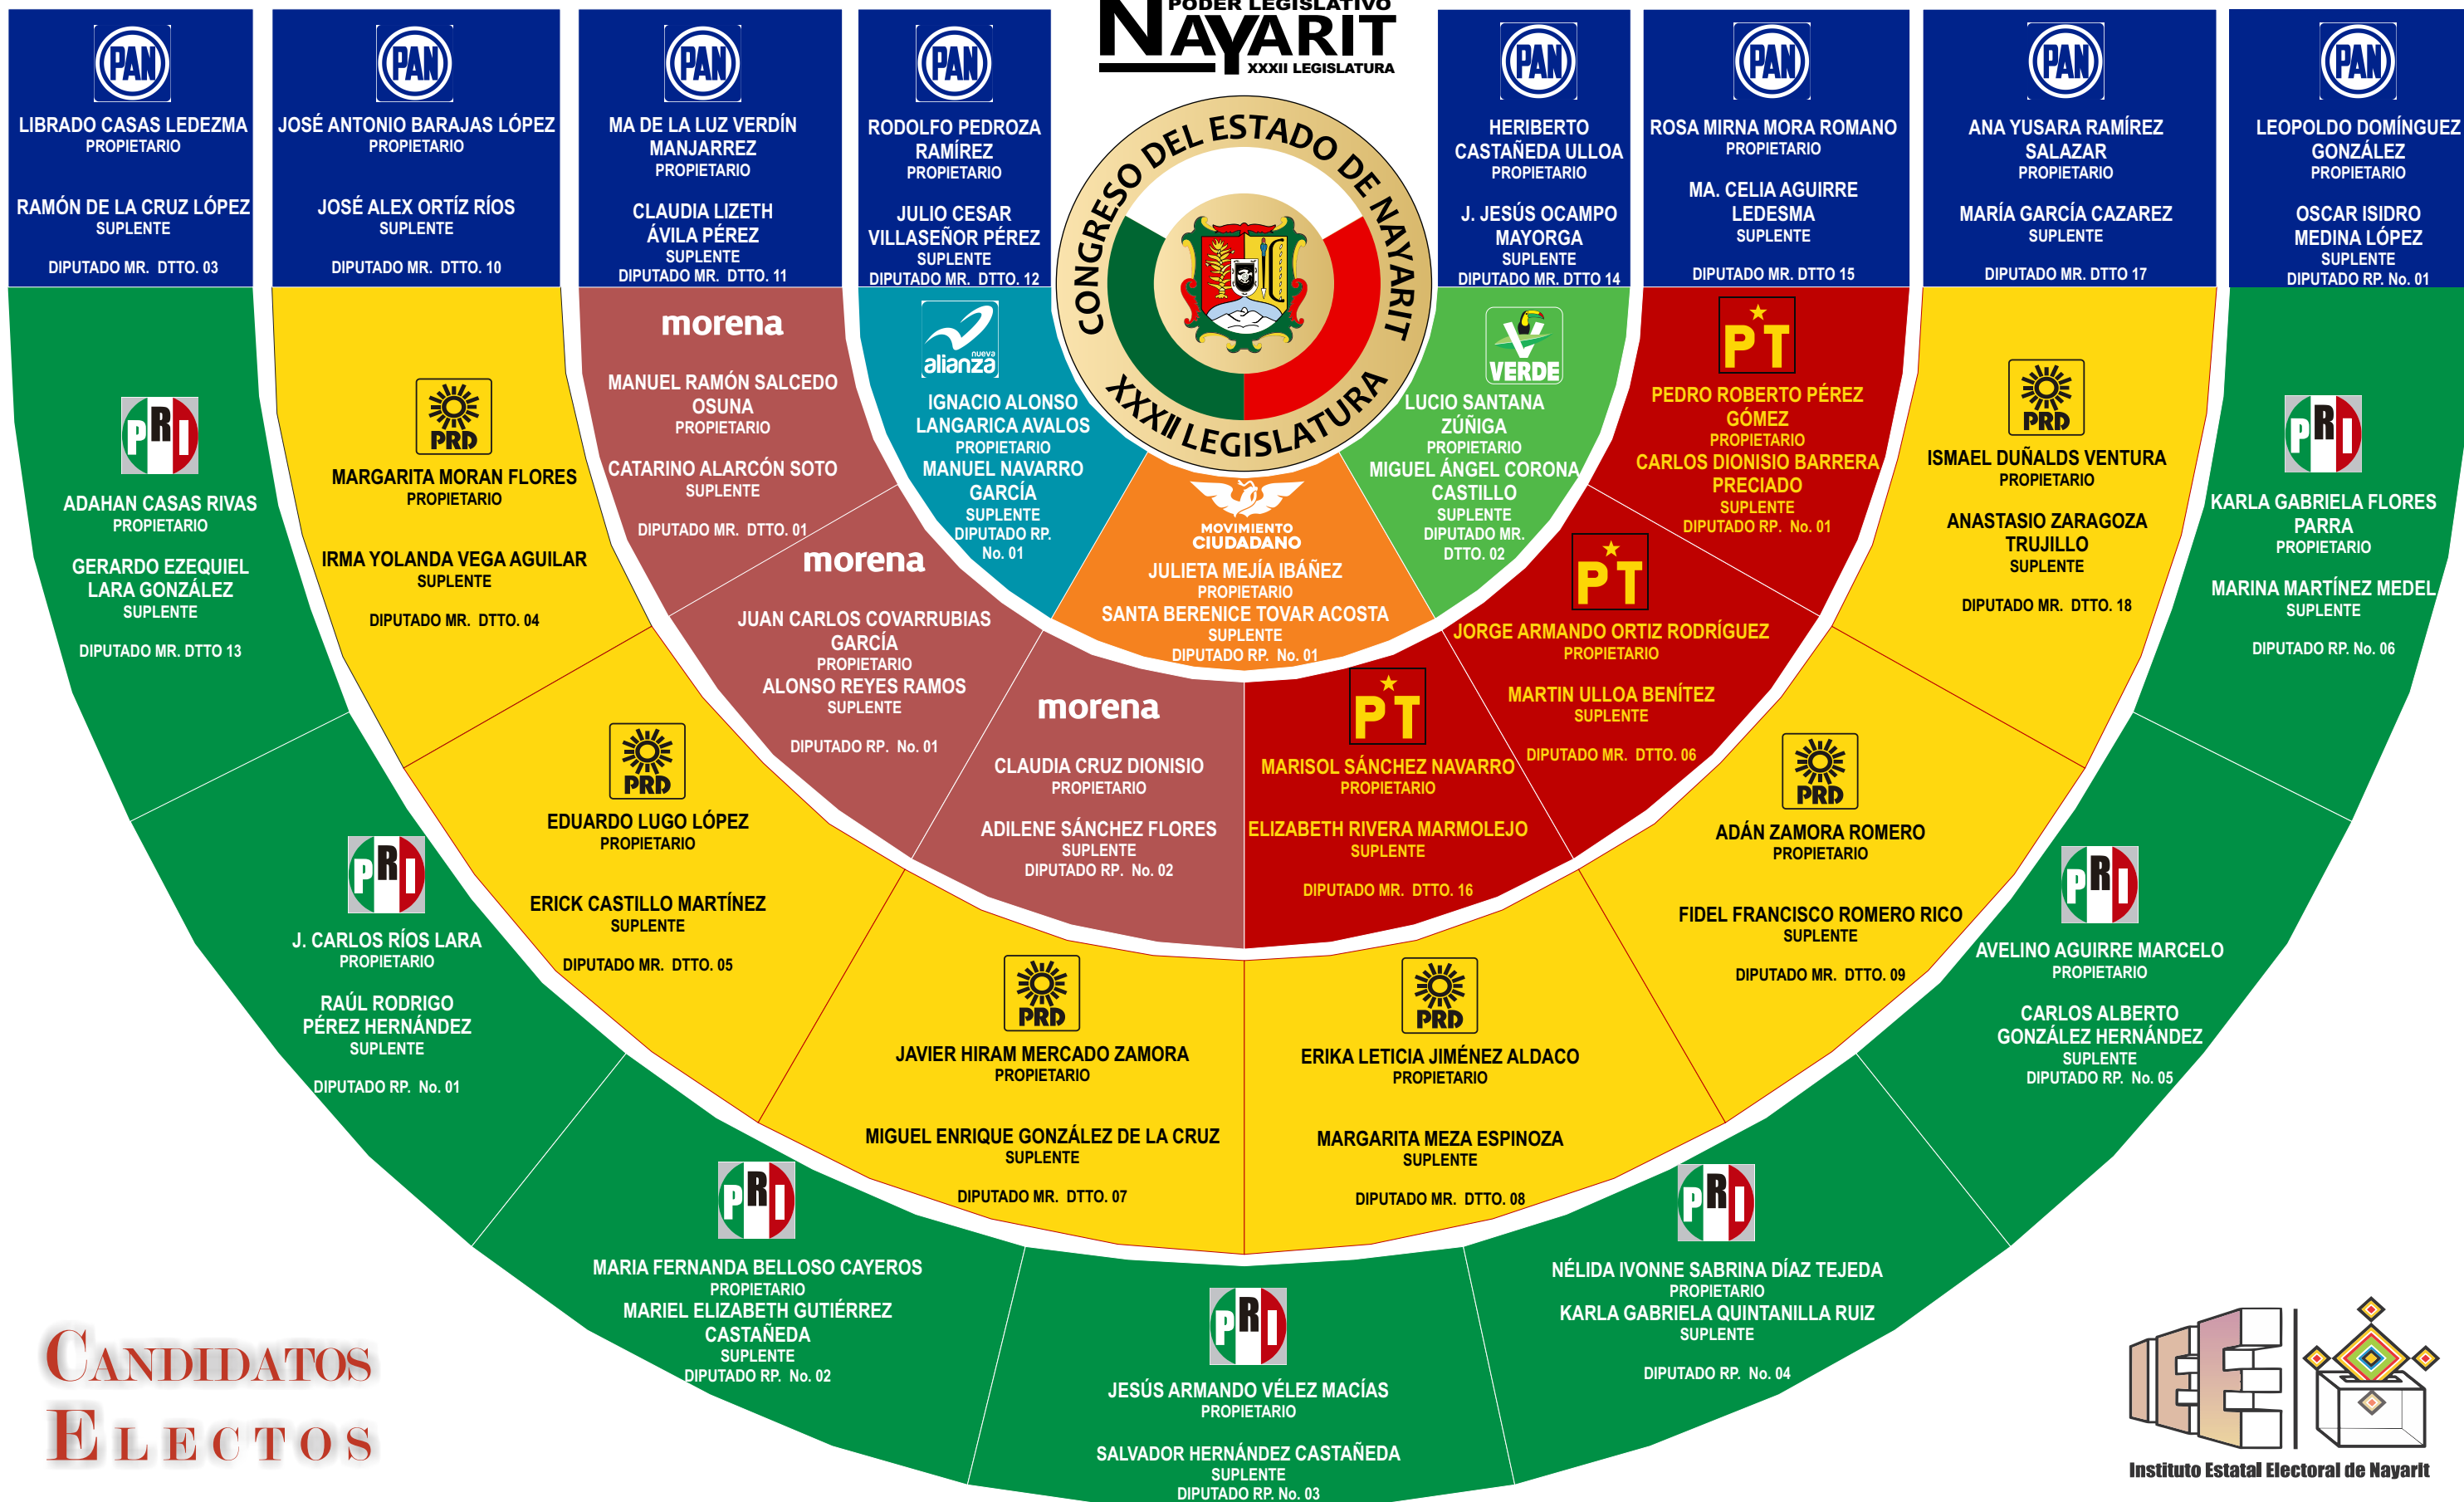 PODER LEGISLATIVO
NAYARIT
XXXII LEGISLATURA
CONGRESO DEL ESTADO DE NAYARIT
XXXII LEGISLATURA
PAN
LIBRADO CASAS LEDEZMA
PROPIETARIO
RAMÓN DE LA CRUZ LÓPEZ
SUPLENTE
DIPUTADO MR. DTTO. 03
PAN
JOSÉ ANTONIO BARAJAS LÓPEZ
PROPIETARIO
JOSÉ ALEX ORTÍZ RÍOS
SUPLENTE
DIPUTADO MR. DTTO. 10
PAN
MA DE LA LUZ VERDÍN
MANJARREZ
PROPIETARIO
CLAUDIA LIZETH
ÁVILA PÉREZ
SUPLENTE
DIPUTADO MR. DTTO. 11
PAN
RODOLFO PEDROZA
RAMÍREZ
PROPIETARIO
JULIO CESAR
VILLASEÑOR PÉREZ
SUPLENTE
DIPUTADO MR. DTTO. 12
PAN
HERIBERTO
CASTAÑEDA ULLOA
PROPIETARIO
J. JESÚS OCAMPO
MAYORGA
SUPLENTE
DIPUTADO MR. DTTO 14
PAN
ROSA MIRNA MORA ROMANO
PROPIETARIO
MA. CELIA AGUIRRE
LEDESMA
SUPLENTE
DIPUTADO MR. DTTO 15
PAN
ANA YUSARA RAMÍREZ
SALAZAR
PROPIETARIO
MARÍA GARCÍA CAZAREZ
SUPLENTE
DIPUTADO MR. DTTO 17
PAN
LEOPOLDO DOMÍNGUEZ
GONZÁLEZ
PROPIETARIO
OSCAR ISIDRO
MEDINA LÓPEZ
SUPLENTE
DIPUTADO RP. No. 01
nueva
alianza
IGNACIO ALONSO
LANGARICA AVALOS
PROPIETARIO
MANUEL NAVARRO
GARCÍA
SUPLENTE
DIPUTADO RP.
No. 01
MOVIMIENTO
CIUDADANO
JULIETA MEJÍA IBÁÑEZ
PROPIETARIO
SANTA BERENICE TOVAR ACOSTA
SUPLENTE
DIPUTADO RP. No. 01
VERDE
LUCIO SANTANA
ZÚÑIGA
PROPIETARIO
MIGUEL ÁNGEL CORONA
CASTILLO
SUPLENTE
DIPUTADO MR.
DTTO. 02
morena
MANUEL RAMÓN SALCEDO
OSUNA
PROPIETARIO
CATARINO ALARCÓN SOTO
SUPLENTE
DIPUTADO MR. DTTO. 01
morena
JUAN CARLOS COVARRUBIAS
GARCÍA
PROPIETARIO
ALONSO REYES RAMOS
SUPLENTE
DIPUTADO RP. No. 01
morena
CLAUDIA CRUZ DIONISIO
PROPIETARIO
ADILENE SÁNCHEZ FLORES
SUPLENTE
DIPUTADO RP. No. 02
PT
MARISOL SÁNCHEZ NAVARRO
PROPIETARIO
ELIZABETH RIVERA MARMOLEJO
SUPLENTE
DIPUTADO MR. DTTO. 16
PT
JORGE ARMANDO ORTIZ RODRÍGUEZ
PROPIETARIO
MARTIN ULLOA BENÍTEZ
SUPLENTE
DIPUTADO MR. DTTO. 06
PT
PEDRO ROBERTO PÉREZ
GÓMEZ
PROPIETARIO
CARLOS DIONISIO BARRERA
PRECIADO
SUPLENTE
DIPUTADO RP. No. 01
PRD
MARGARITA MORAN FLORES
PROPIETARIO
IRMA YOLANDA VEGA AGUILAR
SUPLENTE
DIPUTADO MR. DTTO. 04
PRD
EDUARDO LUGO LÓPEZ
PROPIETARIO
ERICK CASTILLO MARTÍNEZ
SUPLENTE
DIPUTADO MR. DTTO. 05
PRD
JAVIER HIRAM MERCADO ZAMORA
PROPIETARIO
MIGUEL ENRIQUE GONZÁLEZ DE LA CRUZ
SUPLENTE
DIPUTADO MR. DTTO. 07
PRD
ERIKA LETICIA JIMÉNEZ ALDACO
PROPIETARIO
MARGARITA MEZA ESPINOZA
SUPLENTE
DIPUTADO MR. DTTO. 08
PRD
ADÁN ZAMORA ROMERO
PROPIETARIO
FIDEL FRANCISCO ROMERO RICO
SUPLENTE
DIPUTADO MR. DTTO. 09
PRD
ISMAEL DUÑALDS VENTURA
PROPIETARIO
ANASTASIO ZARAGOZA
TRUJILLO
SUPLENTE
DIPUTADO MR. DTTO. 18
PRI
ADAHAN CASAS RIVAS
PROPIETARIO
GERARDO EZEQUIEL
LARA GONZÁLEZ
SUPLENTE
DIPUTADO MR. DTTO 13
PRI
J. CARLOS RÍOS LARA
PROPIETARIO
RAÚL RODRIGO
PÉREZ HERNÁNDEZ
SUPLENTE
DIPUTADO RP. No. 01
PRI
MARIA FERNANDA BELLOSO CAYEROS
PROPIETARIO
MARIEL ELIZABETH GUTIÉRREZ
CASTAÑEDA
SUPLENTE
DIPUTADO RP. No. 02
PRI
JESÚS ARMANDO VÉLEZ MACÍAS
PROPIETARIO
SALVADOR HERNÁNDEZ CASTAÑEDA
SUPLENTE
DIPUTADO RP. No. 03
PRI
NÉLIDA IVONNE SABRINA DÍAZ TEJEDA
PROPIETARIO
KARLA GABRIELA QUINTANILLA RUIZ
SUPLENTE
DIPUTADO RP. No. 04
PRI
AVELINO AGUIRRE MARCELO
PROPIETARIO
CARLOS ALBERTO
GONZÁLEZ HERNÁNDEZ
SUPLENTE
DIPUTADO RP. No. 05
PRI
KARLA GABRIELA FLORES
PARRA
PROPIETARIO
MARINA MARTÍNEZ MEDEL
SUPLENTE
DIPUTADO RP. No. 06
CANDIDATOS
ELECTOS
IEE
Instituto Estatal Electoral de Nayarit